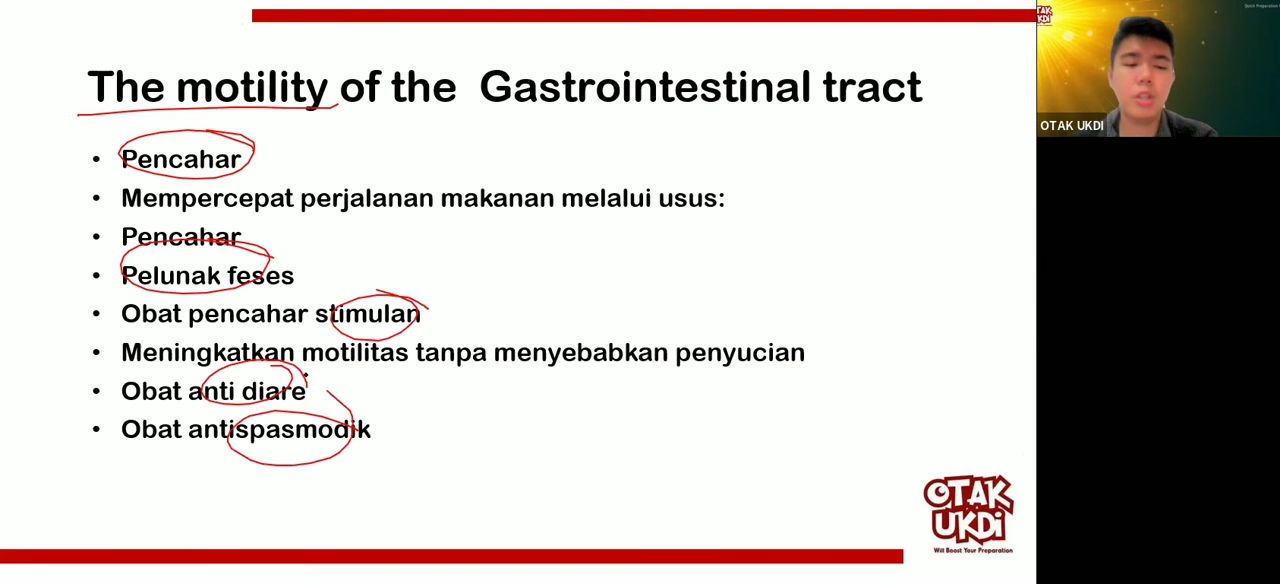 The motility of the Gastrointestinal tract
• Pencahar
• Mempercepat perjalanan makanan melalui usus:
• Pencahar
• Pelunak feses
• Obat pencahar stimulan
• Meningkatkan motilitas tanpa menyebabkan penyucian
• Obat anti diare
• Obat antispasmodik
OTAK UKDI
OTAK
UKDI
Will Boost Your Preparation